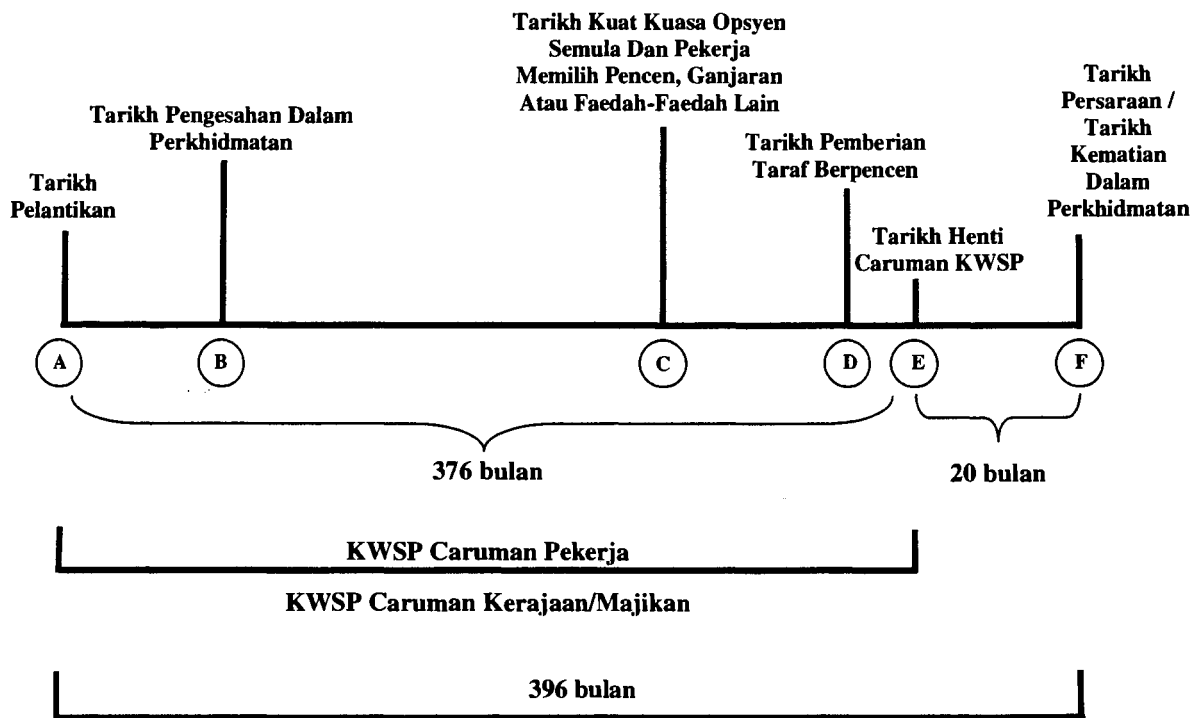 Tarikh Kuat Kuasa Opsyen
Semula Dan Pekerja
Memilih Pencen, Ganjaran
Atau Faedah-Faedah Lain
Tarikh
Persaraan /
Tarikh
Kematian
Dalam
Perkhidmatan
Tarikh Pengesahan Dalam
Perkhidmatan
Tarikh Pemberian
Taraf Berpencen
Tarikh
Pelantikan
Tarikh Henti
Caruman KWSP
A
B
C
D
E
F
376 bulan
20 bulan
KWSP Caruman Pekerja
KWSP Caruman Kerajaan/Majikan
396 bulan